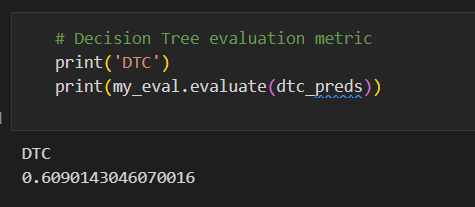 # Decision Tree evaluation metric
print('DTC')
print(my_eval.evaluate(dtc_preds))
DTC
0.6090143046070016